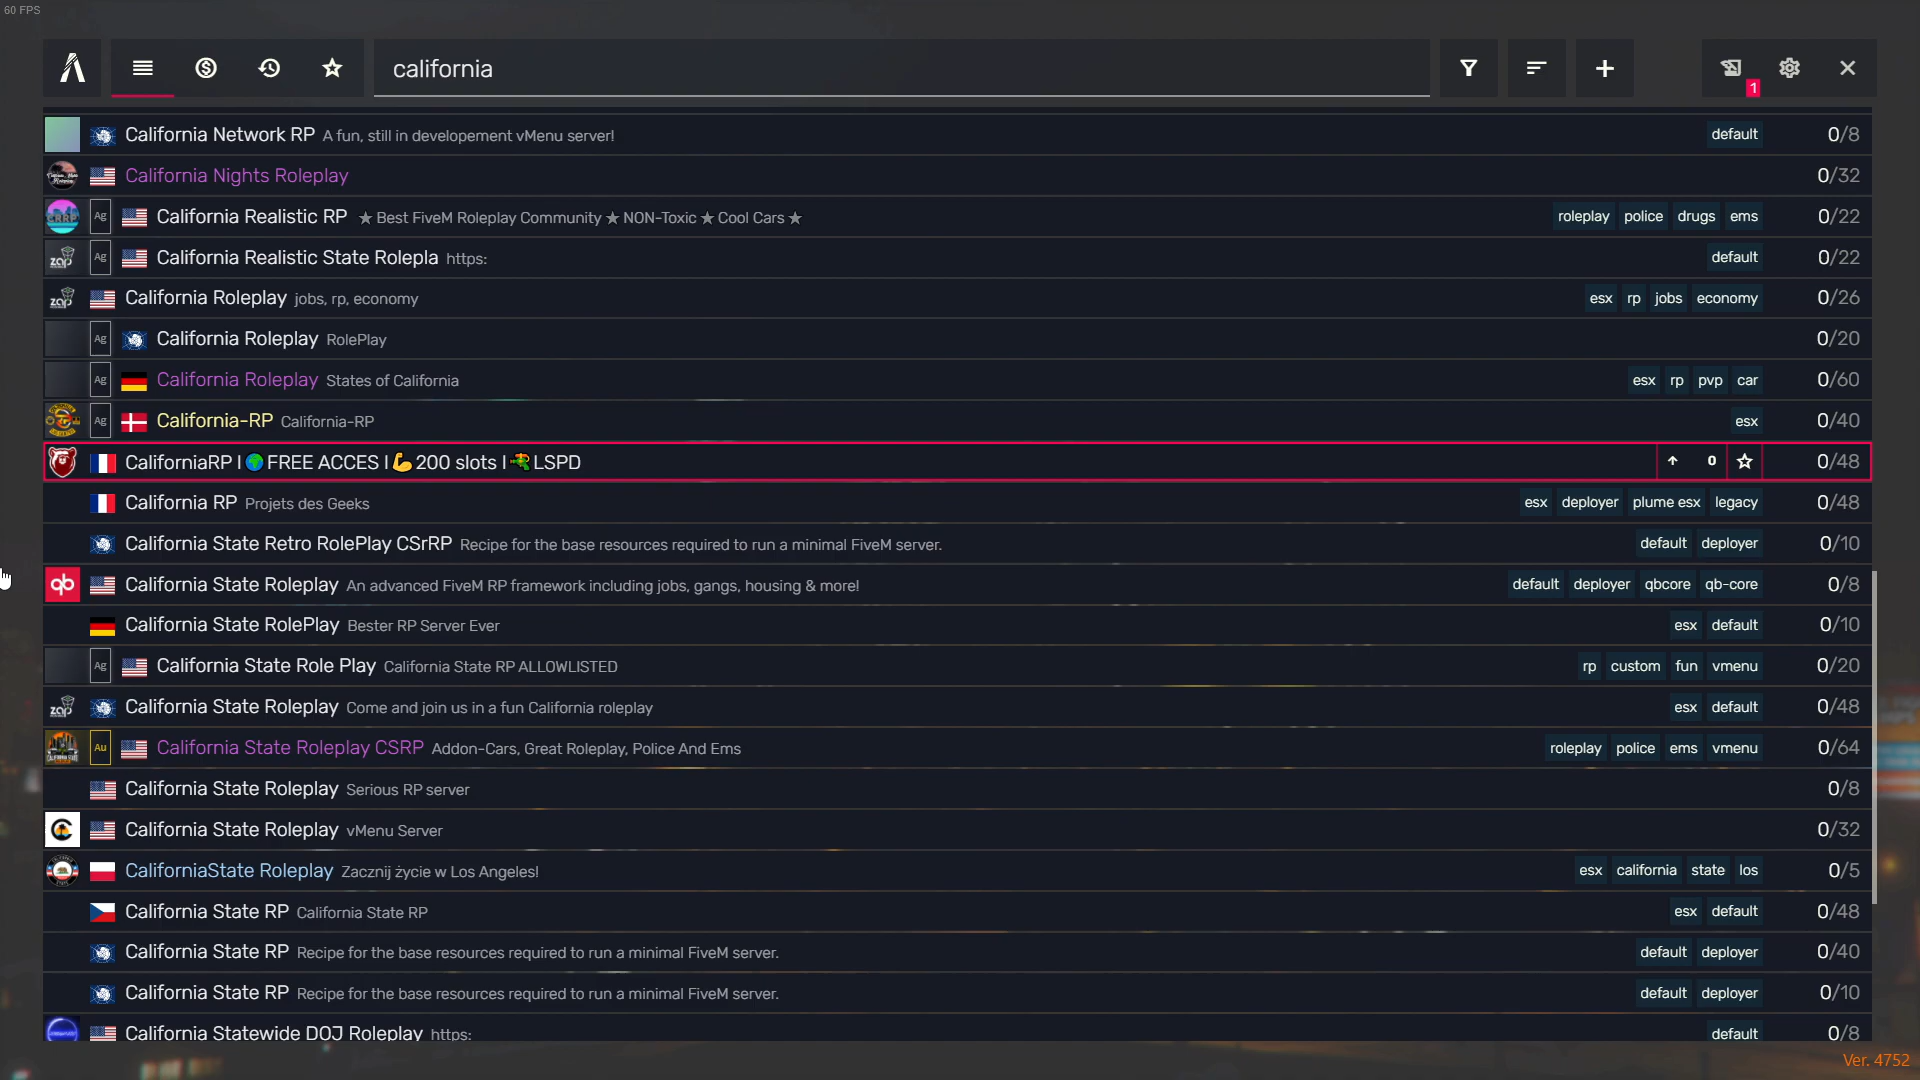 60 FPS
california
1
California Network RP A fun, still in developement vMenu server! default 0/8
California Nights Roleplay 0/32
Ag California Realistic RP ★ Best FiveM Roleplay Community ★ NON-Toxic ★ Cool Cars ★ roleplay police drugs ems 0/22
zap Ag California Realistic State Rolepla https: default 0/22
zap California Roleplay jobs, rp, economy esx rp jobs economy 0/26
Ag California Roleplay RolePlay 0/20
Ag California Roleplay States of California esx rp pvp car 0/60
Ag California-RP California-RP esx 0/40
CaliforniaRP I 🌍 FREE ACCES I 💪 200 slots I 🔫 LSPD 0 0/48
California RP Projets des Geeks esx deployer plume esx legacy 0/48
California State Retro RolePlay CSrRP Recipe for the base resources required to run a minimal FiveM server. default deployer 0/10
qb California State Roleplay An advanced FiveM RP framework including jobs, gangs, housing & more! default deployer qbcore qb-core 0/8
California State RolePlay Bester RP Server Ever esx default 0/10
Ag California State Role Play California State RP ALLOWLISTED rp custom fun vmenu 0/20
zap California State Roleplay Come and join us in a fun California roleplay esx default 0/48
Au California State Roleplay CSRP Addon-Cars, Great Roleplay, Police And Ems roleplay police ems vmenu 0/64
California State Roleplay Serious RP server 0/8
California State Roleplay vMenu Server 0/32
CaliforniaState Roleplay Zacznij życie w Los Angeles! esx california state los 0/5
California State RP California State RP esx default 0/48
California State RP Recipe for the base resources required to run a minimal FiveM server. default deployer 0/40
California State RP Recipe for the base resources required to run a minimal FiveM server. default deployer 0/10
California Statewide DOJ Roleplay https: default 0/8
Ver. 4752